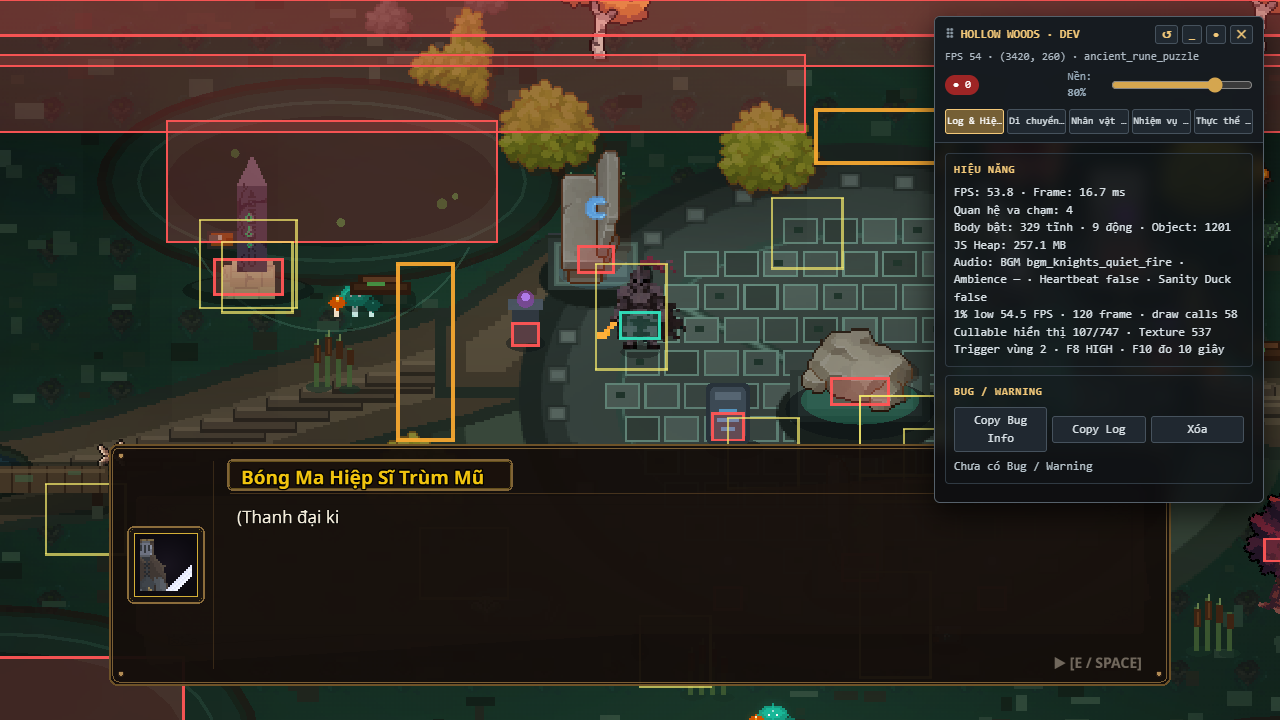 HOLLOW WOODS · DEV
↺ _ • ✕
FPS 54 · (3420, 260) · ancient_rune_puzzle
• 0
Nền:
80%
Log & Hiệ…
Di chuyển…
Nhân vật …
Nhiệm vụ …
Thực thể …
HIỆU NĂNG
FPS: 53.8 · Frame: 16.7 ms
Quan hệ va chạm: 4
Body bật: 329 tĩnh · 9 động · Object: 1201
JS Heap: 257.1 MB
Audio: BGM bgm_knights_quiet_fire ·
Ambience — · Heartbeat false · Sanity Duck
false
1% low 54.5 FPS · 120 frame · draw calls 58
Cullable hiển thị 107/747 · Texture 537
Trigger vùng 2 · F8 HIGH · F10 đo 10 giây
BUG / WARNING
Copy Bug
Info
Copy Log
Xóa
Chưa có Bug / Warning
Bóng Ma Hiệp Sĩ Trùm Mũ
(Thanh đại ki
▶ [E / SPACE]